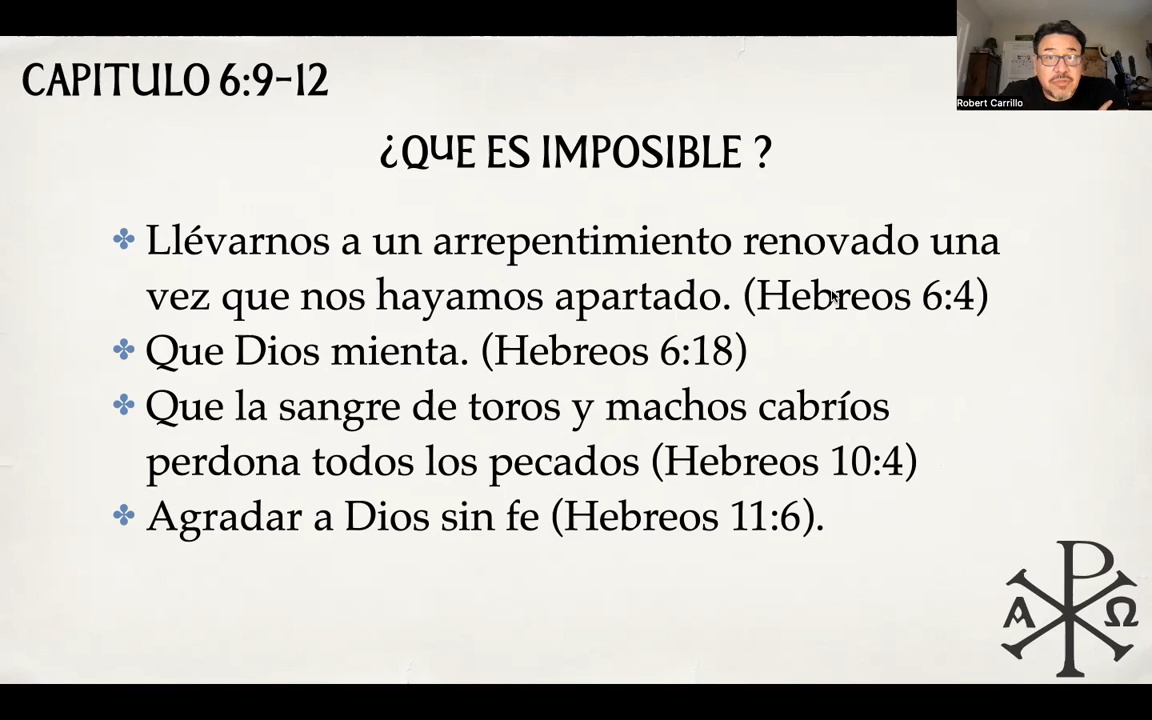 CAPITULO 6:9-12
Robert Carrillo
¿QUE ES IMPOSIBLE ?
Llévarnos a un arrepentimiento renovado una
vez que nos hayamos apartado. (Hebreos 6:4)
Que Dios mienta. (Hebreos 6:18)
Que la sangre de toros y machos cabríos
perdona todos los pecados (Hebreos 10:4)
Agradar a Dios sin fe (Hebreos 11:6).
Α Ω